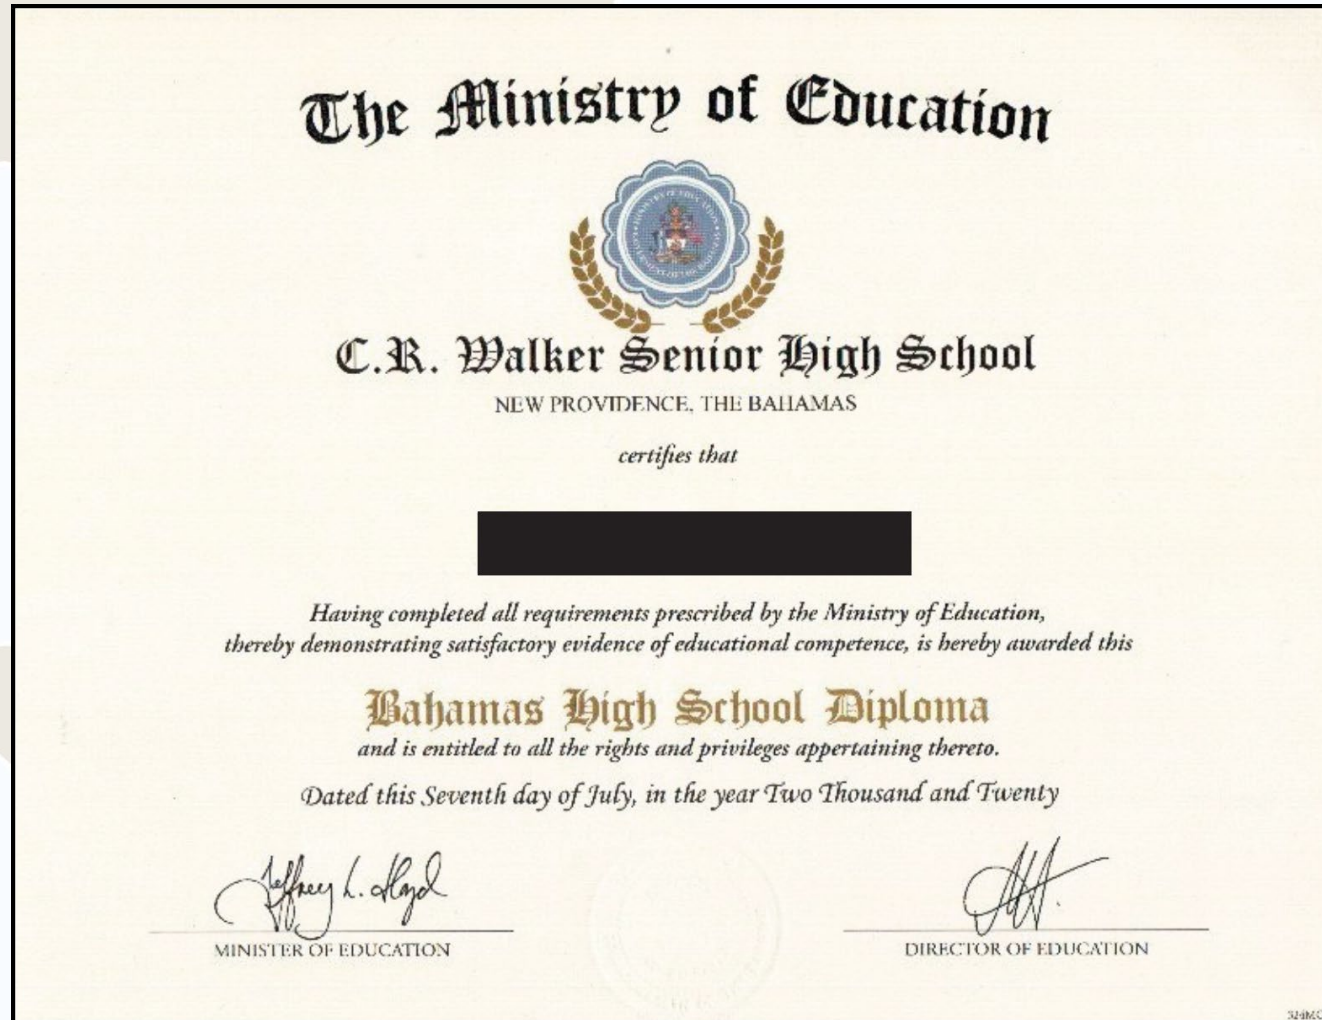 The Ministry of Education
C.R. Walker Senior High School
NEW PROVIDENCE, THE BAHAMAS
certifies that
Having completed all requirements prescribed by the Ministry of Education,
thereby demonstrating satisfactory evidence of educational competence, is hereby awarded this
Bahamas High School Diploma
and is entitled to all the rights and privileges appertaining thereto.
Dated this Seventh day of July, in the year Two Thousand and Twenty
Jeffrey L. Lloyd
MINISTER OF EDUCATION
DIRECTOR OF EDUCATION